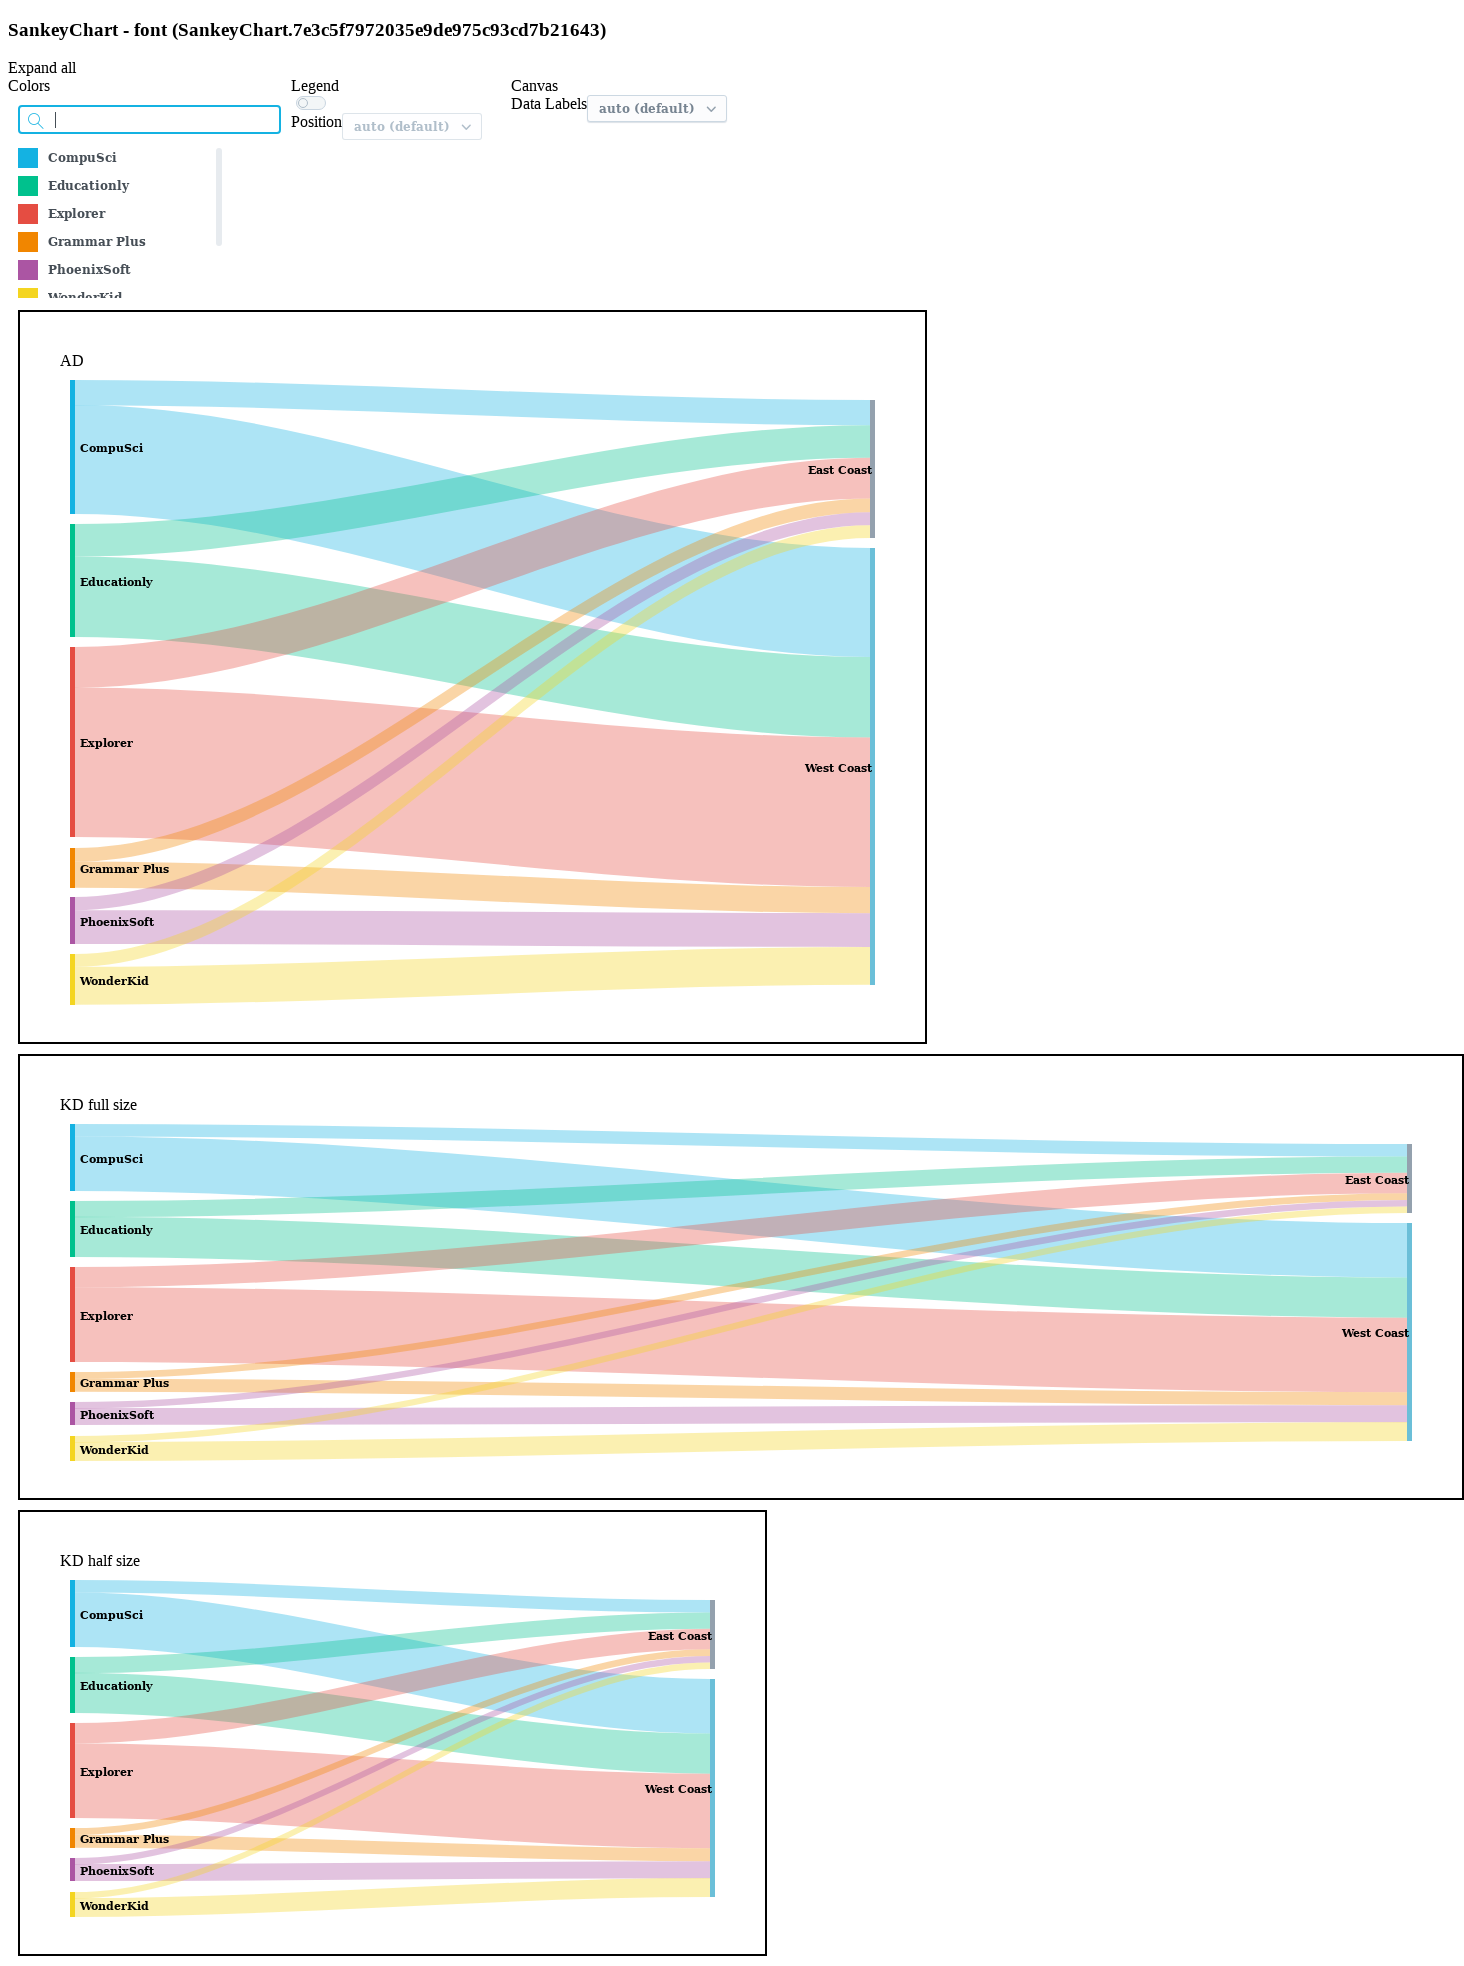 SankeyChart - font (SankeyChart.7e3c5f7972035e9de975c93cd7b21643)
Expand all
Colors
Legend
Canvas
Data Labels
auto (default)
Position
auto (default)
CompuSci
Educationly
Explorer
Grammar Plus
PhoenixSoft
WonderKid
AD
CompuSci
East Coast
Educationly
Explorer
West Coast
Grammar Plus
PhoenixSoft
WonderKid
KD full size
CompuSci
East Coast
Educationly
Explorer
West Coast
Grammar Plus
PhoenixSoft
WonderKid
KD half size
CompuSci
East Coast
Educationly
Explorer
West Coast
Grammar Plus
PhoenixSoft
WonderKid